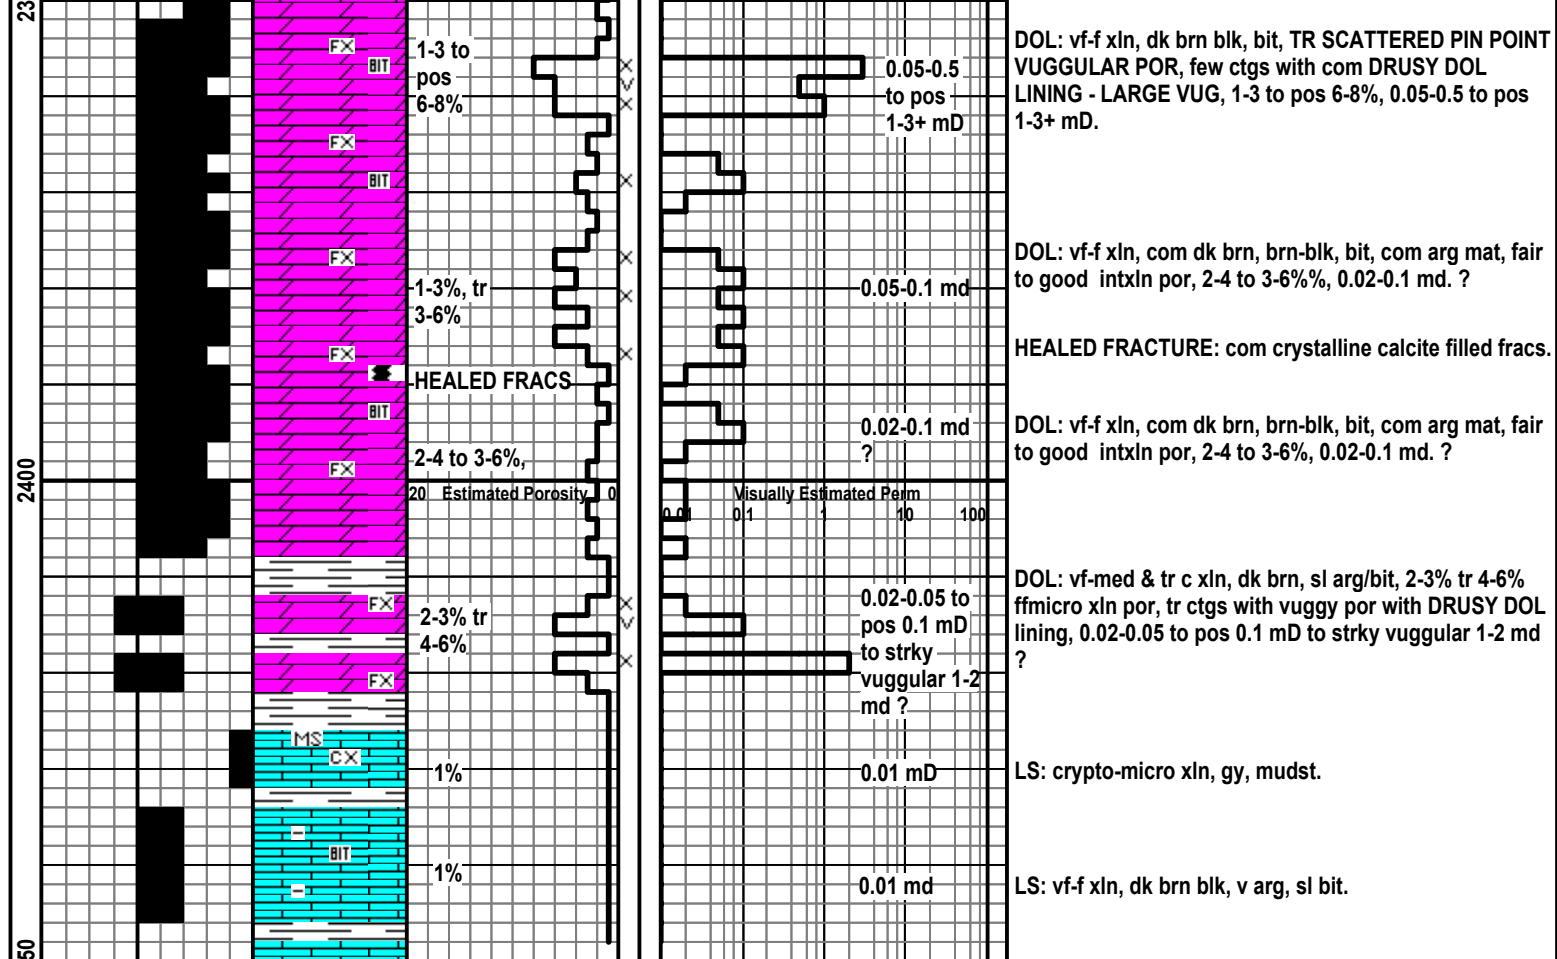 23
FX
BIT
1-3 to
pos
6-8%
X
V
X
0.05-0.5
to pos
1-3+ mD
DOL: vf-f xln, dk brn blk, bit, TR SCATTERED PIN POINT
VUGGULAR POR, few ctgs with com DRUSY DOL
LINING - LARGE VUG, 1-3 to pos 6-8%, 0.05-0.5 to pos
1-3+ mD.
FX
BIT
X
FX
X
1-3%, tr
3-6%
X
0.05-0.1 md
DOL: vf-f xln, com dk brn, brn-blk, bit, com arg mat, fair
to good intxln por, 2-4 to 3-6%%, 0.02-0.1 md. ?
FX
X
HEALED FRACTURE: com crystalline calcite filled fracs.
HEALED FRACS
BIT
0.02-0.1 md
?
DOL: vf-f xln, com dk brn, brn-blk, bit, com arg mat, fair
to good intxln por, 2-4 to 3-6%, 0.02-0.1 md. ?
FX
2-4 to 3-6%,
2400
20 Estimated Porosity 0
Visually Estimated Perm
0.01 0.1 1 10 100
FX
2-3% tr
4-6%
X
V
X
0.02-0.05 to
pos 0.1 mD
to strky
vuggular 1-2
md ?
DOL: vf-med & tr c xln, dk brn, sl arg/bit, 2-3% tr 4-6%
ffmicro xln por, tr ctgs with vuggy por with DRUSY DOL
lining, 0.02-0.05 to pos 0.1 mD to strky vuggular 1-2 md
?
FX
MS
CX
1%
0.01 mD
LS: crypto-micro xln, gy, mudst.
BIT
1%
0.01 md
LS: vf-f xln, dk brn blk, v arg, sl bit.
50